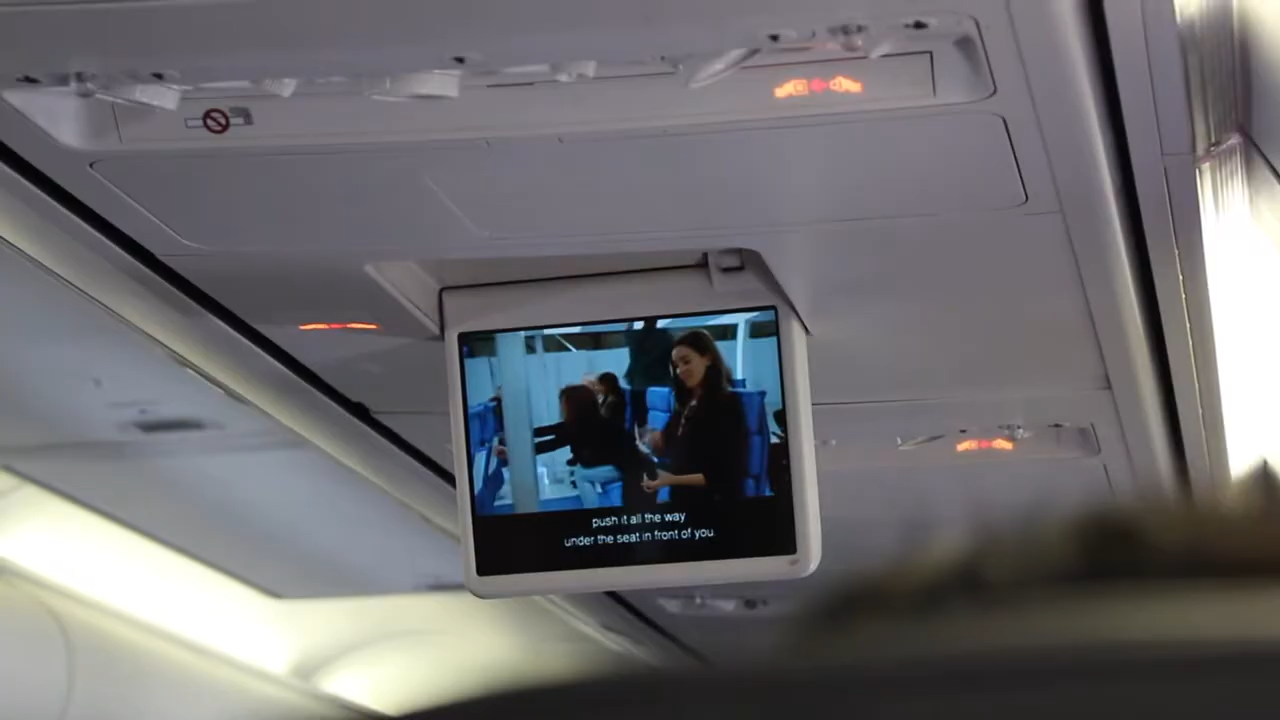 push it all the way
under the seat in front of you.